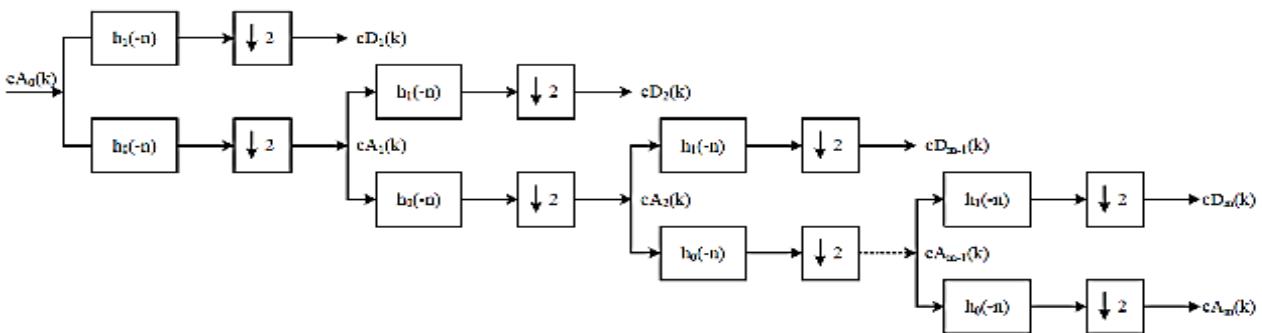 h₁(-n)
↓ 2
cD₁(k)
cA₀(k)
h₀(-n)
↓ 2
h₁(-n)
↓ 2
cD₂(k)
cA₁(k)
h₀(-n)
↓ 2
h₁(-n)
↓ 2
cDₘ₋₁(k)
cA₂(k)
h₀(-n)
↓ 2
h₁(-n)
↓ 2
cDₘ(k)
cAₘ₋₁(k)
h₀(-n)
↓ 2
cAₘ(k)